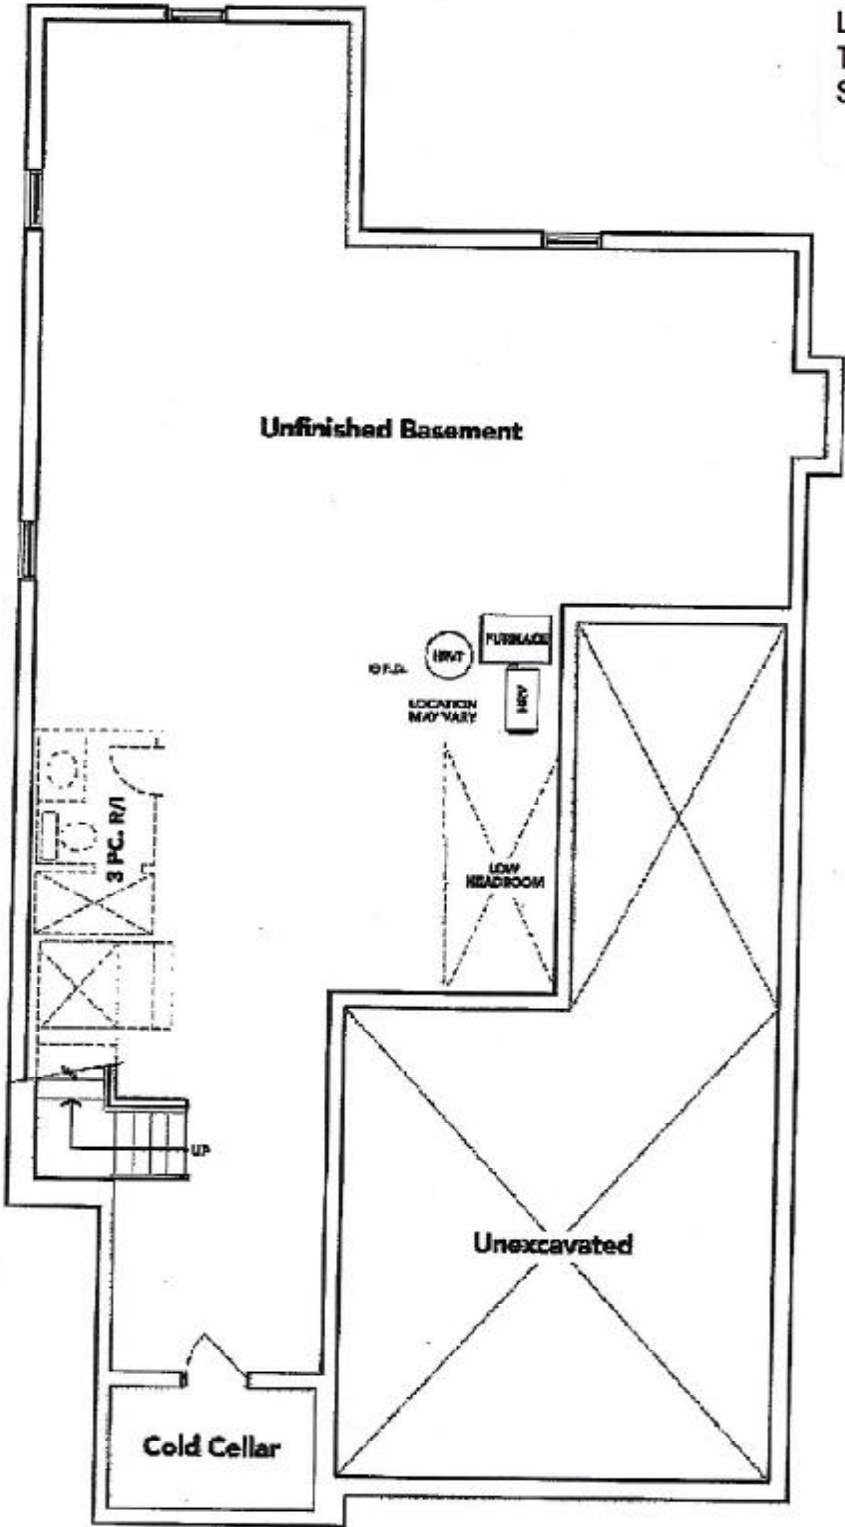 L
T
S
Unfinished Basement
FURNACE
HWT
F.D.
HRV
LOCATION
MAY VARY
3 PC. R/I
LOW
HEADROOM
UP
Unexcavated
Cold Cellar